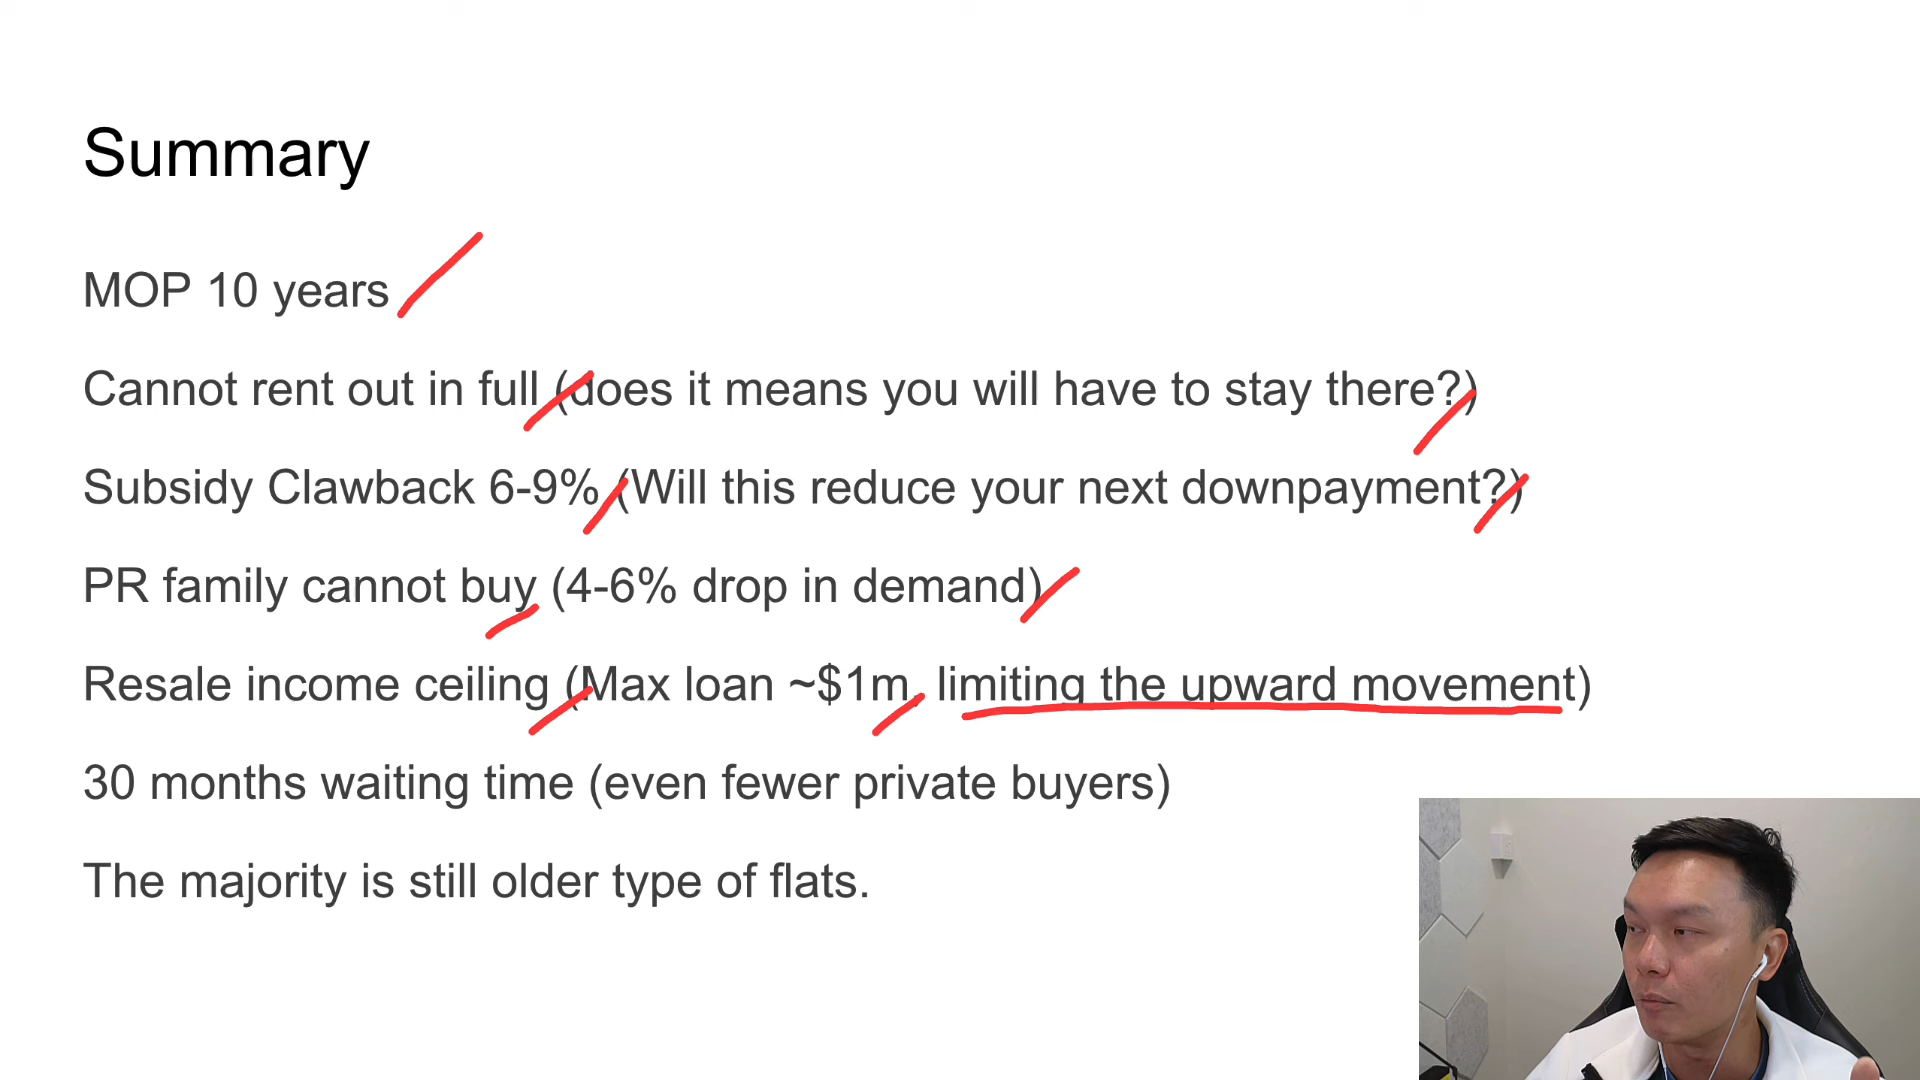 Summary
MOP 10 years
Cannot rent out in full (does it means you will have to stay there?)
Subsidy Clawback 6-9% (Will this reduce your next downpayment?)
PR family cannot buy (4-6% drop in demand)
Resale income ceiling (Max loan ~$1m, limiting the upward movement)
30 months waiting time (even fewer private buyers)
The majority is still older type of flats.